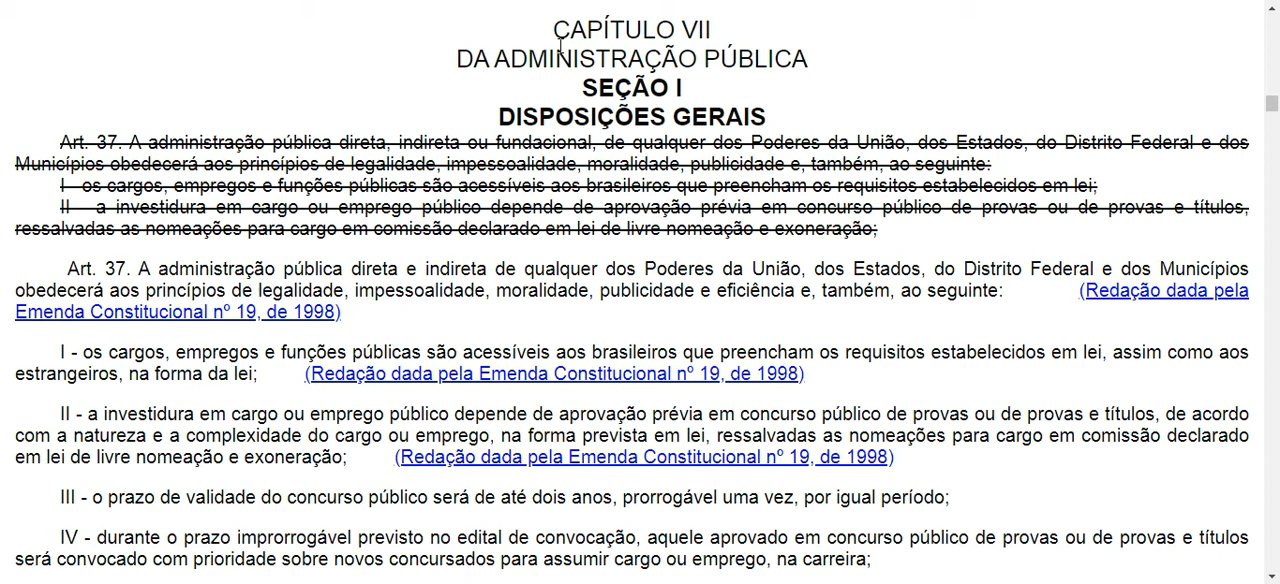 CAPÍTULO VII
DA ADMINISTRAÇÃO PÚBLICA
SEÇÃO I
DISPOSIÇÕES GERAIS
Art. 37. A administração pública direta, indireta ou fundacional, de qualquer dos Poderes da União, dos Estados, do Distrito Federal e dos
Municípios obedecerá aos princípios de legalidade, impessoalidade, moralidade, publicidade e, também, ao seguinte:
I - os cargos, empregos e funções públicas são acessíveis aos brasileiros que preencham os requisitos estabelecidos em lei;
II - a investidura em cargo ou emprego público depende de aprovação prévia em concurso público de provas ou de provas e títulos,
ressalvadas as nomeações para cargo em comissão declarado em lei de livre nomeação e exoneração;
Art. 37. A administração pública direta e indireta de qualquer dos Poderes da União, dos Estados, do Distrito Federal e dos Municípios
obedecerá aos princípios de legalidade, impessoalidade, moralidade, publicidade e eficiência e, também, ao seguinte: (Redação dada pela
Emenda Constitucional nº 19, de 1998)
I - os cargos, empregos e funções públicas são acessíveis aos brasileiros que preencham os requisitos estabelecidos em lei, assim como aos
estrangeiros, na forma da lei; (Redação dada pela Emenda Constitucional nº 19, de 1998)
II - a investidura em cargo ou emprego público depende de aprovação prévia em concurso público de provas ou de provas e títulos, de acordo
com a natureza e a complexidade do cargo ou emprego, na forma prevista em lei, ressalvadas as nomeações para cargo em comissão declarado
em lei de livre nomeação e exoneração; (Redação dada pela Emenda Constitucional nº 19, de 1998)
III - o prazo de validade do concurso público será de até dois anos, prorrogável uma vez, por igual período;
IV - durante o prazo improrrogável previsto no edital de convocação, aquele aprovado em concurso público de provas ou de provas e títulos
será convocado com prioridade sobre novos concursados para assumir cargo ou emprego, na carreira;